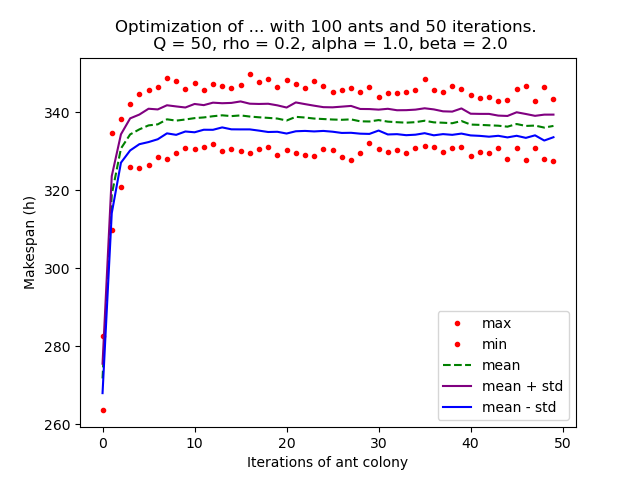 Optimization of ... with 100 ants and 50 iterations.
Q = 50, rho = 0.2, alpha = 1.0, beta = 2.0
340
320
300
280
260
Makespan (h)
max
min
mean
mean + std
mean - std
0 10 20 30 40 50
Iterations of ant colony